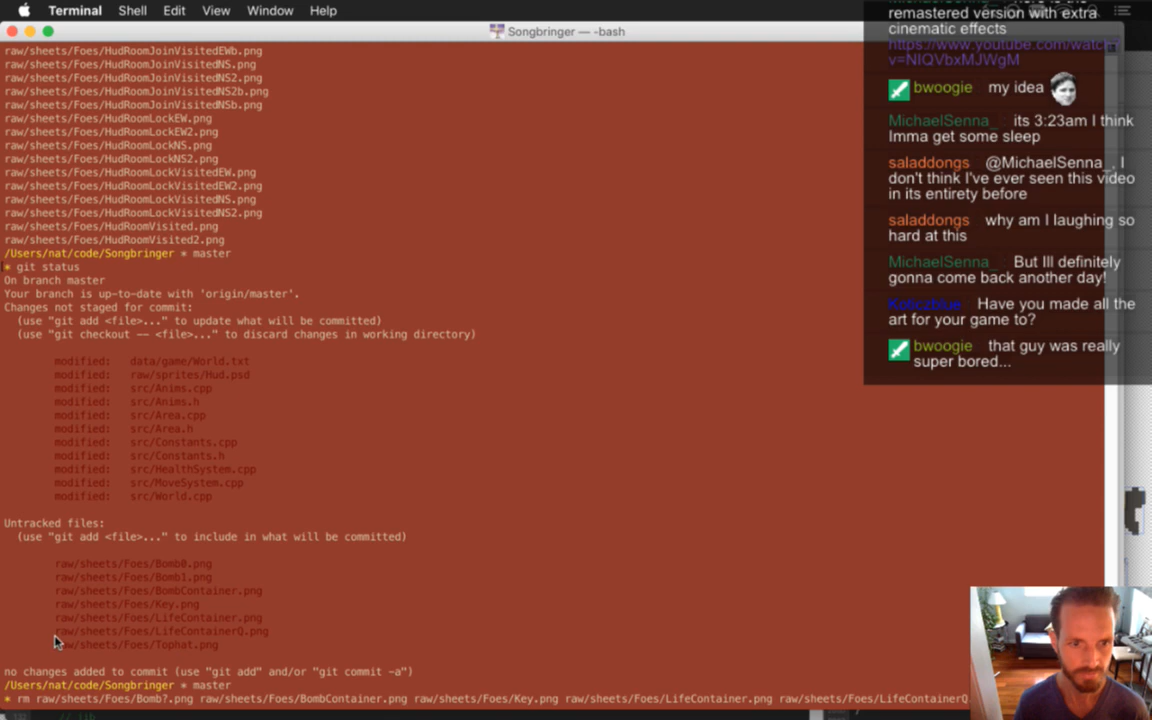 Terminal Shell Edit View Window Help
Songbringer — -bash
raw/sheets/Foes/HudRoomJoinVisitedEWb.png
raw/sheets/Foes/HudRoomJoinVisitedNS.png
raw/sheets/Foes/HudRoomJoinVisitedNS2.png
raw/sheets/Foes/HudRoomJoinVisitedNS2b.png
raw/sheets/Foes/HudRoomJoinVisitedNSb.png
raw/sheets/Foes/HudRoomLockEW.png
raw/sheets/Foes/HudRoomLockEW2.png
raw/sheets/Foes/HudRoomLockNS.png
raw/sheets/Foes/HudRoomLockNS2.png
raw/sheets/Foes/HudRoomLockVisitedEW.png
raw/sheets/Foes/HudRoomLockVisitedEW2.png
raw/sheets/Foes/HudRoomLockVisitedNS.png
raw/sheets/Foes/HudRoomLockVisitedNS2.png
raw/sheets/Foes/HudRoomVisited.png
raw/sheets/Foes/HudRoomVisited2.png
/Users/nat/code/Songbringer * master
* git status
On branch master
Your branch is up-to-date with 'origin/master'.
Changes not staged for commit:
(use "git add <file>..." to update what will be committed)
(use "git checkout -- <file>..." to discard changes in working directory)
modified: data/game/World.txt
modified: raw/sprites/Hud.psd
modified: src/Anims.cpp
modified: src/Anims.h
modified: src/Area.cpp
modified: src/Area.h
modified: src/Constants.cpp
modified: src/Constants.h
modified: src/HealthSystem.cpp
modified: src/MoveSystem.cpp
modified: src/World.cpp
Untracked files:
(use "git add <file>..." to include in what will be committed)
raw/sheets/Foes/Bomb0.png
raw/sheets/Foes/Bomb1.png
raw/sheets/Foes/BombContainer.png
raw/sheets/Foes/Key.png
raw/sheets/Foes/LifeContainer.png
raw/sheets/Foes/LifeContainerQ.png
raw/sheets/Foes/Tophat.png
no changes added to commit (use "git add" and/or "git commit -a")
/Users/nat/code/Songbringer * master
* rm raw/sheets/Foes/Bomb?.png raw/sheets/Foes/BombContainer.png raw/sheets/Foes/Key.png raw/sheets/Foes/LifeContainer.png raw/sheets/Foes/LifeContainerQ
remastered version with extra
cinematic effects
https://www.youtube.com/watch?
v=NIQVbxMJWgM
bwoogie my idea
MichaelSenna_ its 3:23am I think
Imma get some sleep
saladdongs @MichaelSenna_, I
don't think I've ever seen this video
in its entirety before
saladdongs why am I laughing so
hard at this
MichaelSenna_ But Ill definitely
gonna come back another day!
Have you made all the
art for your game to?
bwoogie that guy was really
super bored...